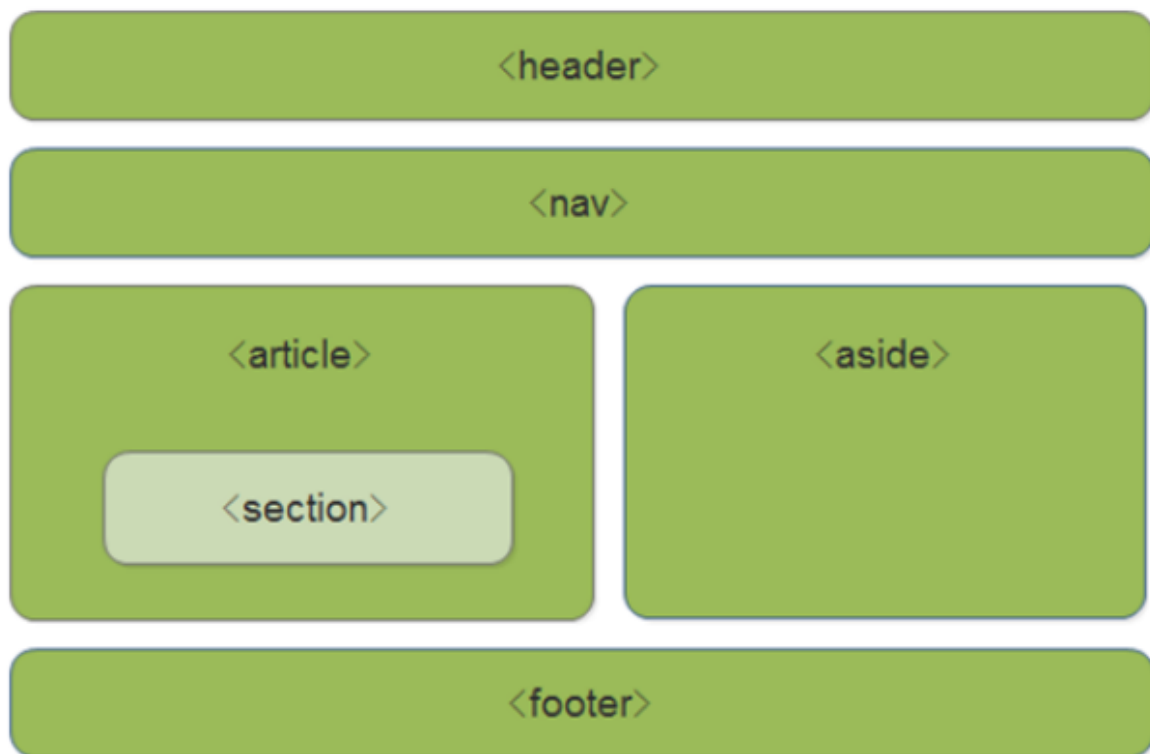 <header>
<nav>
<article>
<aside>
<section>
<footer>